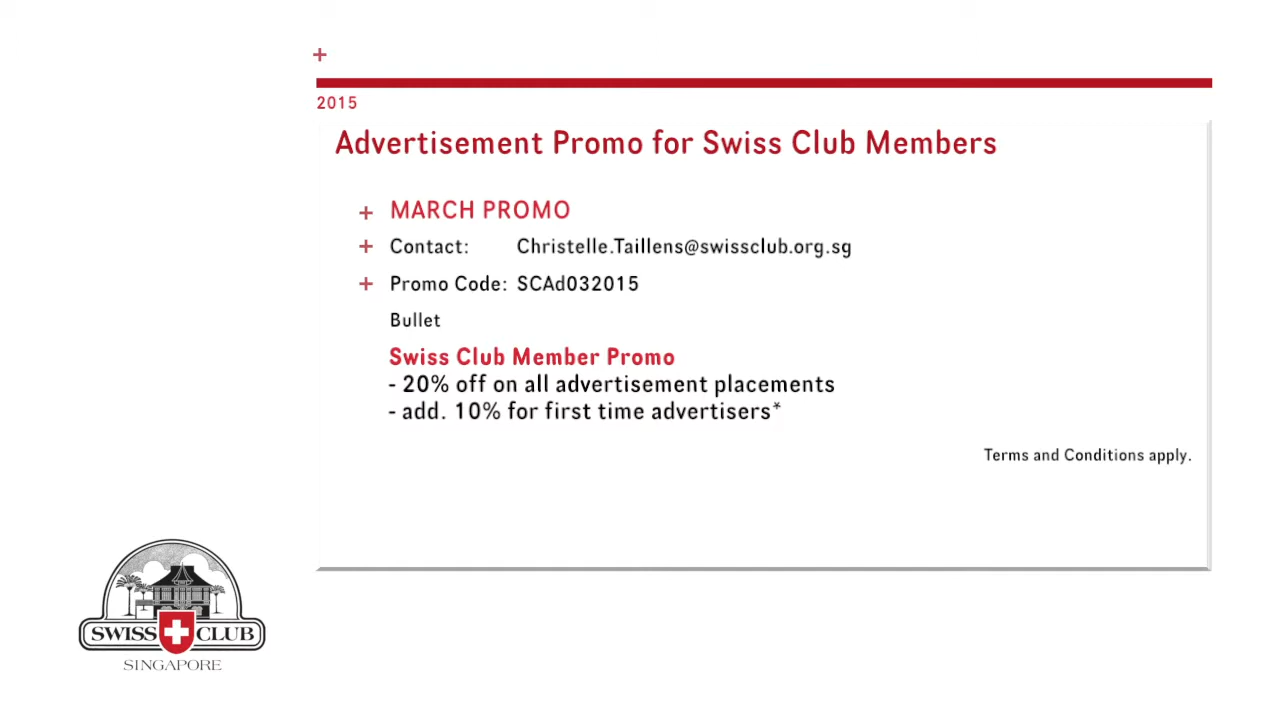 +
2015
Advertisement Promo for Swiss Club Members
+ MARCH PROMO
+ Contact: Christelle.Taillens@swissclub.org.sg
+ Promo Code: SCAd032015
Bullet
Swiss Club Member Promo
- 20% off on all advertisement placements
- add. 10% for first time advertisers*
Terms and Conditions apply.
SWISS CLUB
SINGAPORE